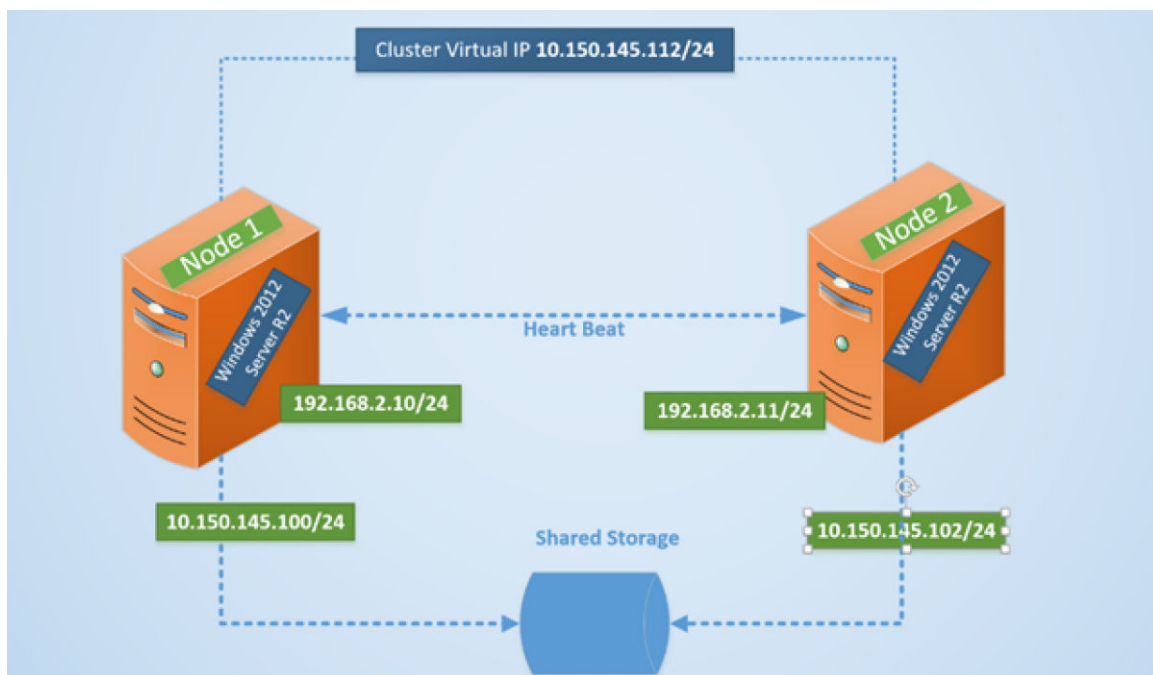 Cluster Virtual IP 10.150.145.112/24
Node 1
Windows 2012
Server R2
Node 2
Windows 2012
Server R2
Heart Beat
192.168.2.10/24
192.168.2.11/24
10.150.145.100/24
10.150.145.102/24
Shared Storage